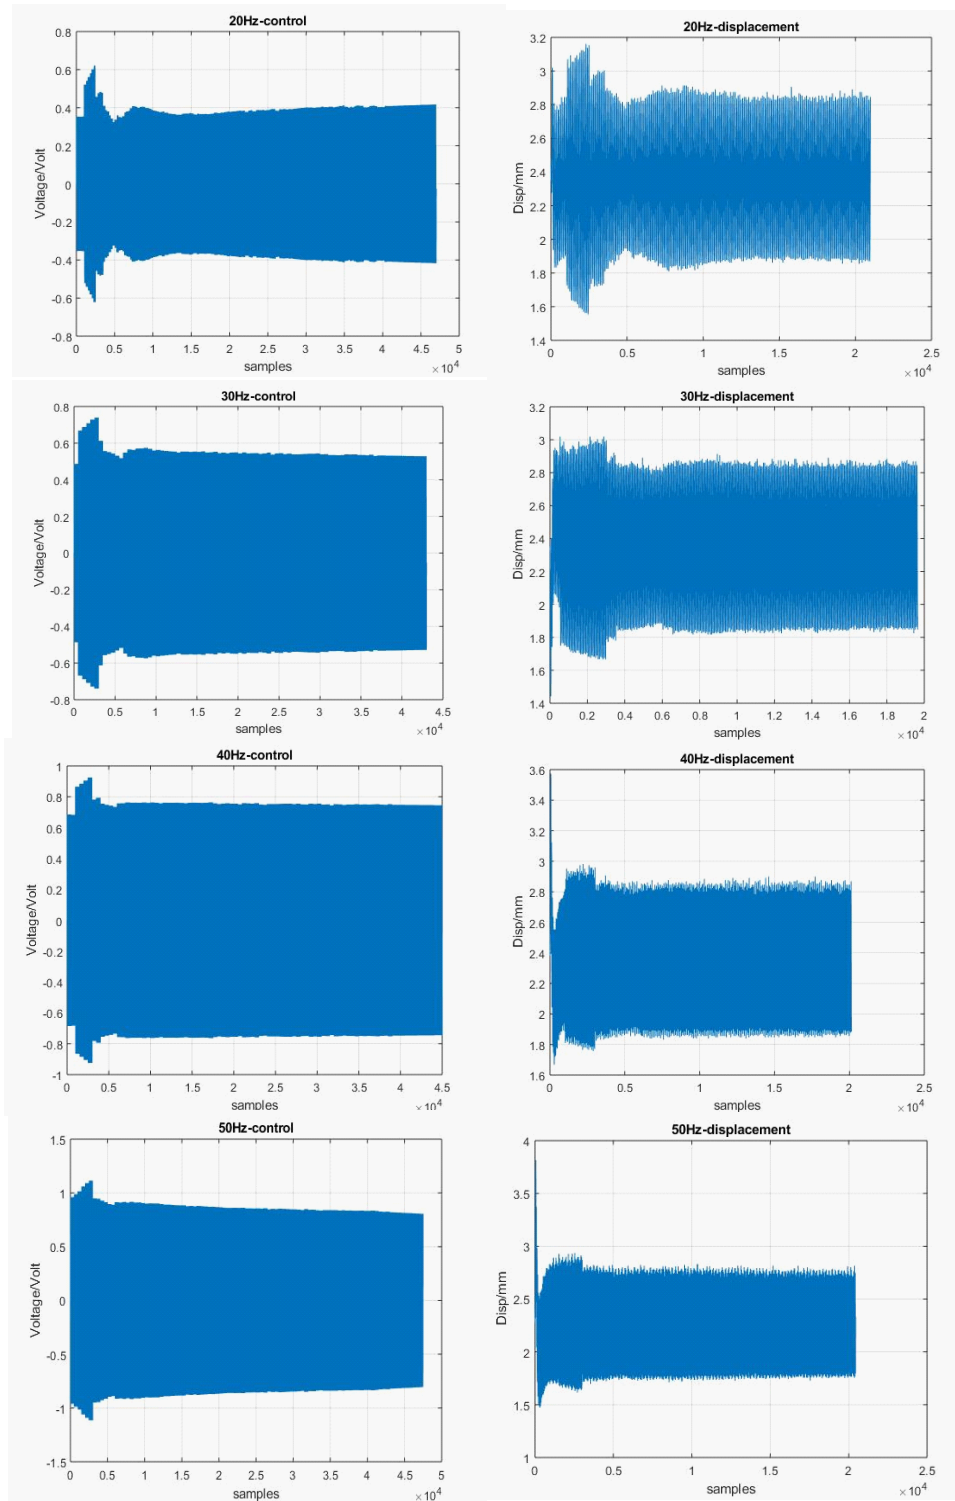 20Hz-control
0.8
0.6
0.4
0.2
0
-0.2
-0.4
-0.6
-0.8
Voltage/Volt
0 0.5 1 1.5 2 2.5 3 3.5 4 4.5 5
samples
× 10⁴
20Hz-displacement
3.2
3
2.8
2.6
2.4
2.2
2
1.8
1.6
1.4
Disp/mm
0 0.5 1 1.5 2 2.5
samples
× 10⁴
30Hz-control
0.8
0.6
0.4
0.2
0
-0.2
-0.4
-0.6
-0.8
Voltage/Volt
0 0.5 1 1.5 2 2.5 3 3.5 4 4.5
samples
× 10⁴
30Hz-displacement
3.2
3
2.8
2.6
2.4
2.2
2
1.8
1.6
1.4
Disp/mm
0 0.2 0.4 0.6 0.8 1 1.2 1.4 1.6 1.8 2
samples
× 10⁴
40Hz-control
1
0.8
0.6
0.4
0.2
0
-0.2
-0.4
-0.6
-0.8
-1
Voltage/Volt
0 0.5 1 1.5 2 2.5 3 3.5 4 4.5
samples
× 10⁴
40Hz-displacement
3.6
3.4
3.2
3
2.8
2.6
2.4
2.2
2
1.8
1.6
Disp/mm
0 0.5 1 1.5 2 2.5
samples
× 10⁴
50Hz-control
1.5
1
0.5
0
-0.5
-1
-1.5
Voltage/Volt
0 0.5 1 1.5 2 2.5 3 3.5 4 4.5 5
samples
× 10⁴
50Hz-displacement
4
3.5
3
2.5
2
1.5
1
Disp/mm
0 0.5 1 1.5 2 2.5
samples
× 10⁴